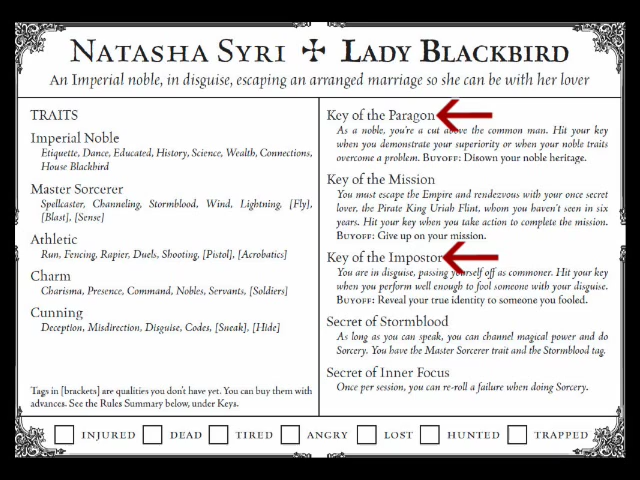 NATASHA SYRI ✠ LADY BLACKBIRD
An Imperial noble, in disguise, escaping an arranged marriage so she can be with her lover
TRAITS
Imperial Noble
Etiquette, Dance, Educated, History, Science, Wealth, Connections,
House Blackbird
Master Sorcerer
Spellcaster, Channeling, Stormblood, Wind, Lightning, [Fly],
[Blast], [Sense]
Athletic
Run, Fencing, Rapier, Duels, Shooting, [Pistol], [Acrobatics]
Charm
Charisma, Presence, Command, Nobles, Servants, [Soldiers]
Cunning
Deception, Misdirection, Disguise, Codes, [Sneak], [Hide]
Tags in [brackets] are qualities you don't have yet. You can buy them with
advances. See the Rules Summary below, under Keys.
Key of the Paragon
As a noble, you're a cut above the common man. Hit your key
when you demonstrate your superiority or when your noble traits
overcome a problem. BUYOFF: Disown your noble heritage.
Key of the Mission
You must escape the Empire and rendezvous with your once secret
lover, the Pirate King Uriah Flint, whom you haven't seen in six
years. Hit your key when you take action to complete the mission.
BUYOFF: Give up on your mission.
Key of the Impostor
You are in disguise, passing yourself off as commoner. Hit your key
when you perform well enough to fool someone with your disguise.
BUYOFF: Reveal your true identity to someone you fooled.
Secret of Stormblood
As long as you can speak, you can channel magical power and do
Sorcery. You have the Master Sorcerer trait and the Stormblood tag.
Secret of Inner Focus
Once per session, you can re-roll a failure when doing Sorcery.
INJURED DEAD TIRED ANGRY LOST HUNTED TRAPPED